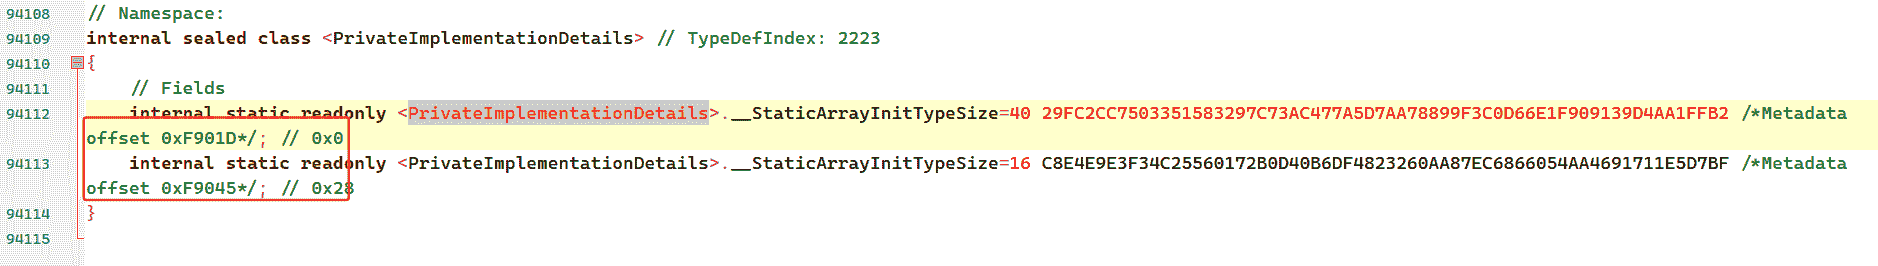 94108 // Namespace:
94109 internal sealed class <PrivateImplementationDetails> // TypeDefIndex: 2223
94110 {
94111 // Fields
94112 internal static readonly <PrivateImplementationDetails>.__StaticArrayInitTypeSize=40 29FC2CC7503351583297C73AC477A5D7AA78899F3C0D66E1F909139D4AA1FFB2 /*Metadata
offset 0xF901D*/; // 0x0
94113 internal static readonly <PrivateImplementationDetails>.__StaticArrayInitTypeSize=16 C8E4E9E3F34C25560172B0D40B6DF4823260AA87EC6866054AA4691711E5D7BF /*Metadata
offset 0xF9045*/; // 0x28
94114 }
94115